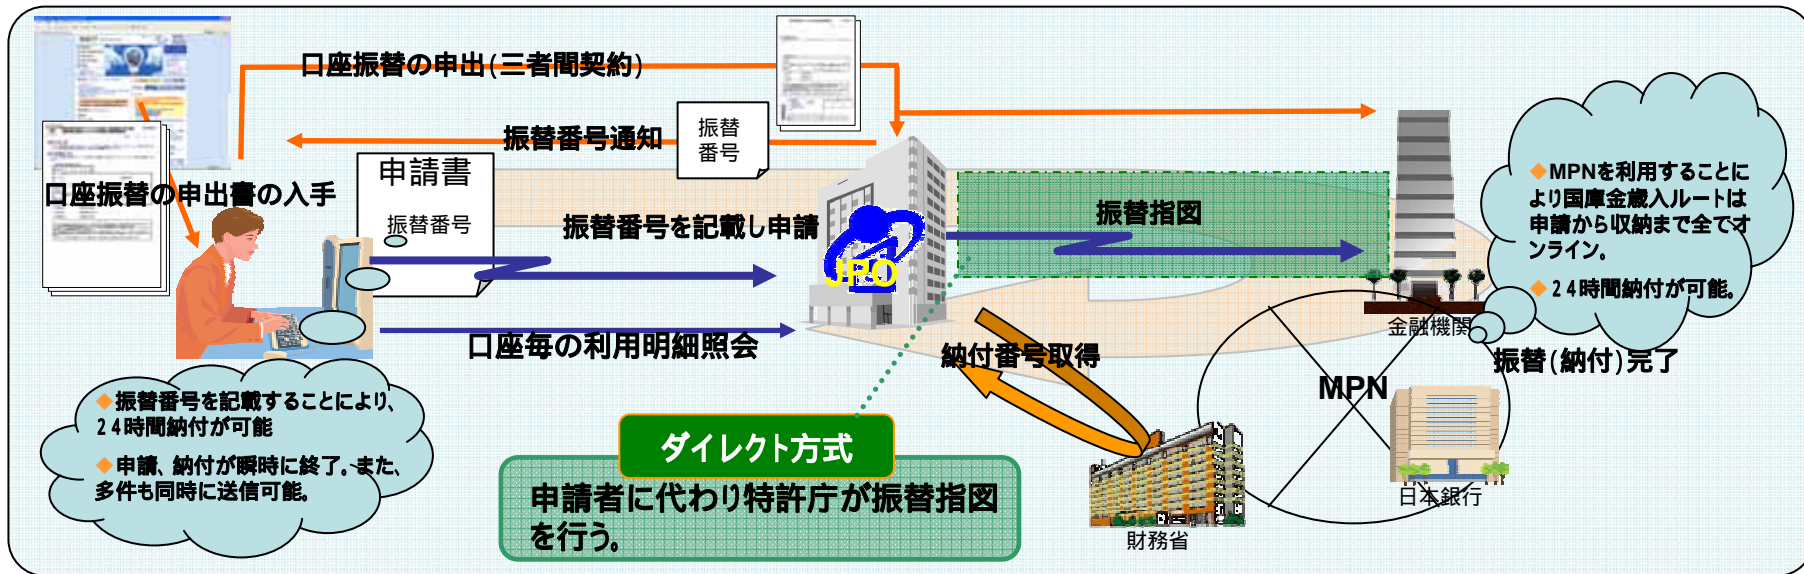 口座振替の申出(三者間契約)
振替番号通知
振替
番号
口座振替の申出書の入手
申請書
振替番号
振替番号を記載し申請
JPO
振替指図
◆MPNを利用することに
より国庫金歳入ルートは
申請から収納まで全てオ
ンライン。
◆24時間納付が可能。
金融機関
振替(納付)完了
口座毎の利用明細照会
納付番号取得
MPN
日本銀行
財務省
◆振替番号を記載することにより、
24時間納付が可能
◆申請、納付が瞬時に終了。また、
多件も同時に送信可能。
ダイレクト方式
申請者に代わり特許庁が振替指図
を行う。